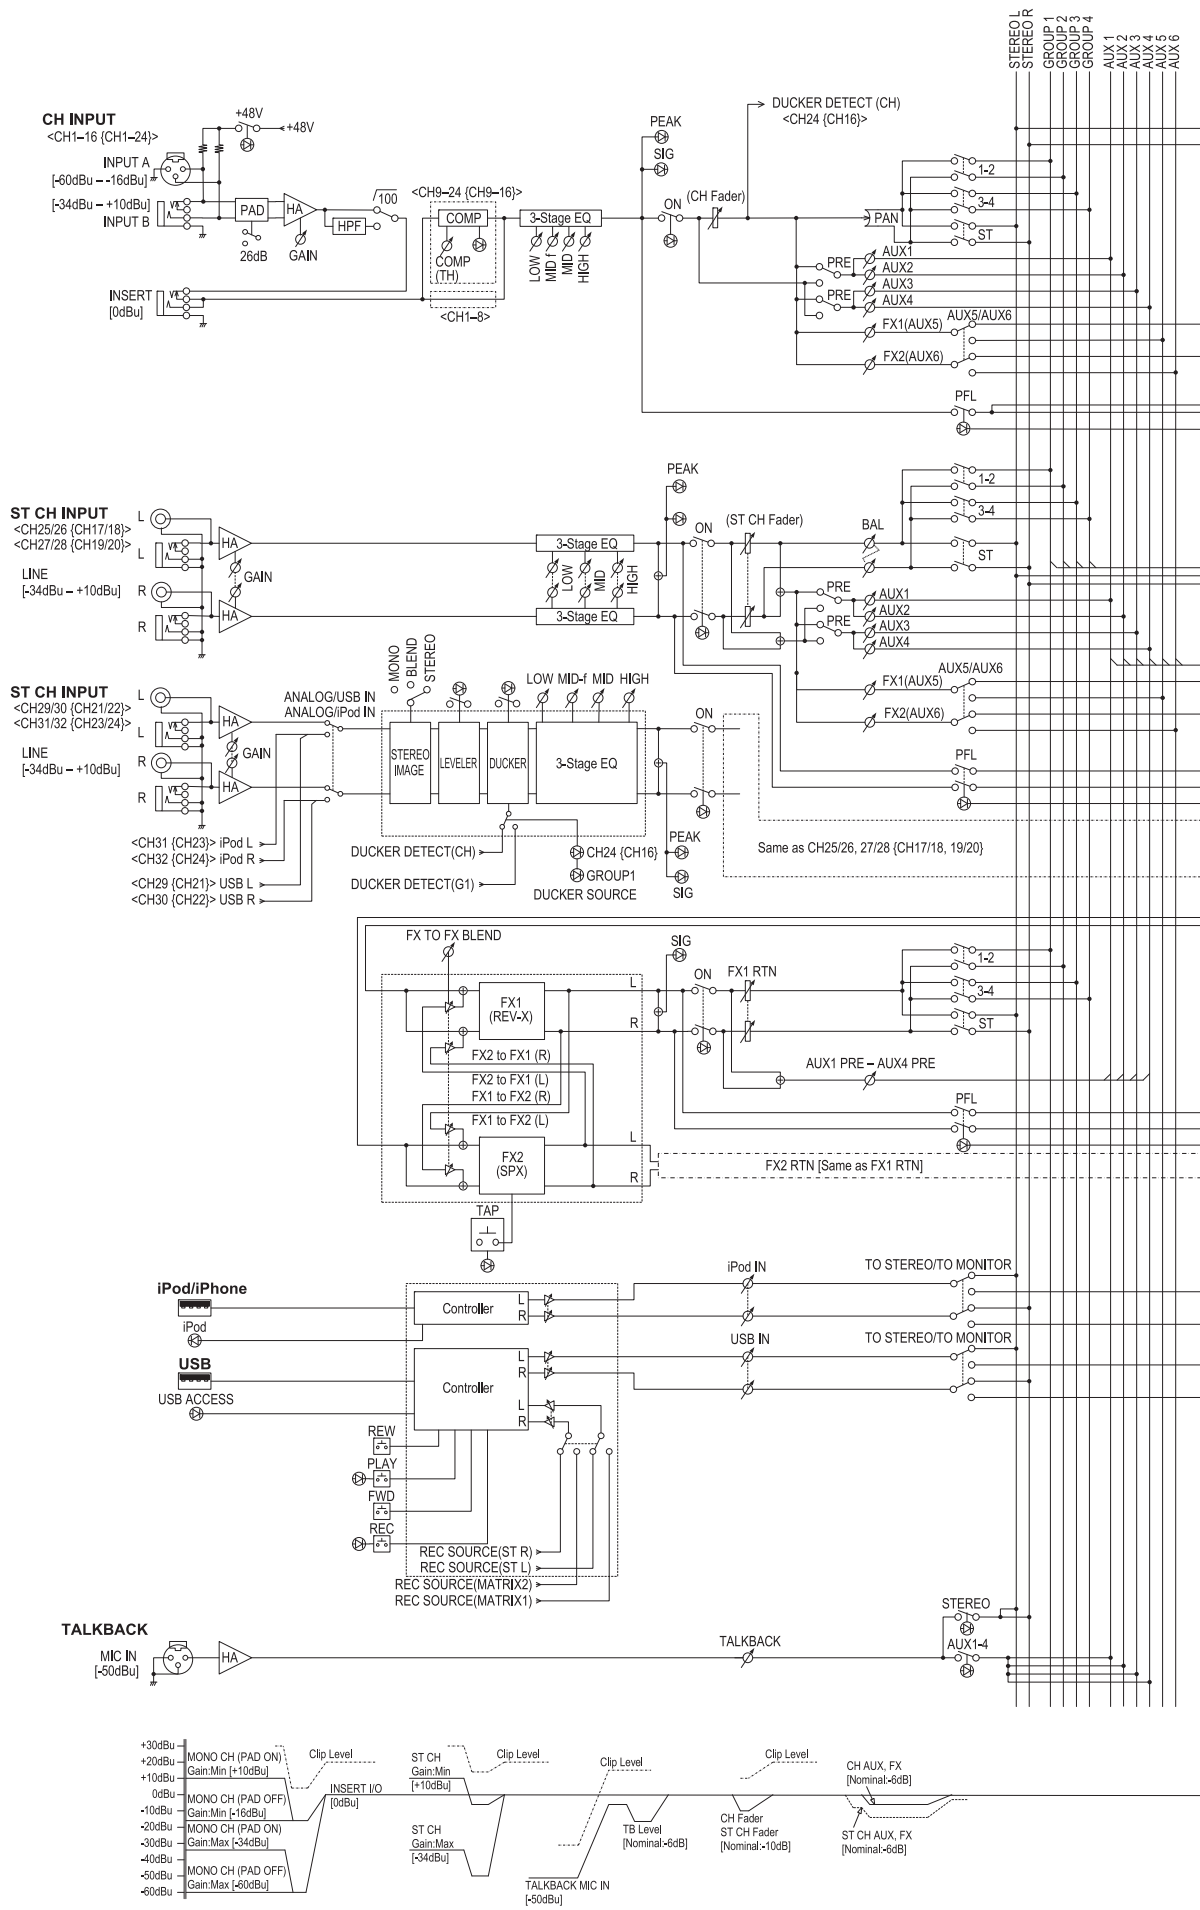 STEREO L
STEREO R
GROUP 1
GROUP 2
GROUP 3
GROUP 4
AUX 1
AUX 2
AUX 3
AUX 4
AUX 5
AUX 6
CH INPUT
<CH1–16 {CH1–24}>
+48V
+48V
INPUT A
[-60dBu – -16dBu]
[-34dBu – +10dBu]
INPUT B
PAD
26dB
HA
GAIN
/100
HPF
INSERT
[0dBu]
<CH9–24 {CH9–16}>
COMP
COMP
(TH)
<CH1–8>
3-Stage EQ
LOW
MID f
MID
HIGH
PEAK
SIG
ON
(CH Fader)
DUCKER DETECT (CH)
<CH24 {CH16}>
PAN
1-2
3-4
ST
PRE
AUX1
AUX2
PRE
AUX3
AUX4
AUX5/AUX6
FX1(AUX5)
FX2(AUX6)
PFL
ST CH INPUT
<CH25/26 {CH17/18}>
<CH27/28 {CH19/20}>
LINE
[-34dBu – +10dBu]
L
L
R
R
HA
GAIN
HA
3-Stage EQ
LOW
MID
HIGH
3-Stage EQ
PEAK
ON
(ST CH Fader)
BAL
1-2
3-4
ST
PRE
AUX1
AUX2
PRE
AUX3
AUX4
AUX5/AUX6
FX1(AUX5)
FX2(AUX6)
PFL
ST CH INPUT
<CH29/30 {CH21/22}>
<CH31/32 {CH23/24}>
LINE
[-34dBu – +10dBu]
L
L
R
R
HA
GAIN
HA
ANALOG/USB IN
ANALOG/iPod IN
MONO
BLEND
STEREO
STEREO
IMAGE
LEVELER
DUCKER
LOW MID-f MID HIGH
3-Stage EQ
ON
PEAK
SIG
<CH31 {CH23}> iPod L
<CH32 {CH24}> iPod R
<CH29 {CH21}> USB L
<CH30 {CH22}> USB R
DUCKER DETECT(CH)
DUCKER DETECT(G1)
CH24 {CH16}
GROUP1
DUCKER SOURCE
Same as CH25/26, 27/28 {CH17/18, 19/20}
FX TO FX BLEND
FX1
(REV-X)
L
R
FX2 to FX1 (R)
FX2 to FX1 (L)
FX1 to FX2 (R)
FX1 to FX2 (L)
FX2
(SPX)
L
R
TAP
SIG
ON
FX1 RTN
1-2
3-4
ST
AUX1 PRE – AUX4 PRE
PFL
FX2 RTN [Same as FX1 RTN]
iPod/iPhone
iPod
Controller
L
R
iPod IN
TO STEREO/TO MONITOR
USB
USB ACCESS
Controller
L
R
L
R
USB IN
TO STEREO/TO MONITOR
REW
PLAY
FWD
REC
REC SOURCE(ST R)
REC SOURCE(ST L)
REC SOURCE(MATRIX2)
REC SOURCE(MATRIX1)
TALKBACK
MIC IN
[-50dBu]
HA
TALKBACK
STEREO
AUX1-4
+30dBu
+20dBu
+10dBu
0dBu
-10dBu
-20dBu
-30dBu
-40dBu
-50dBu
-60dBu
MONO CH (PAD ON)
Gain:Min [+10dBu]
MONO CH (PAD OFF)
Gain:Min [-16dBu]
MONO CH (PAD ON)
Gain:Max [-34dBu]
MONO CH (PAD OFF)
Gain:Max [-60dBu]
Clip Level
INSERT I/O
[0dBu]
ST CH
Gain:Min
[+10dBu]
ST CH
Gain:Max
[-34dBu]
Clip Level
Clip Level
TALKBACK MIC IN
[-50dBu]
TB Level
[Nominal:-6dB]
Clip Level
CH Fader
ST CH Fader
[Nominal:-10dB]
CH AUX, FX
[Nominal:-6dB]
ST CH AUX, FX
[Nominal:-6dB]